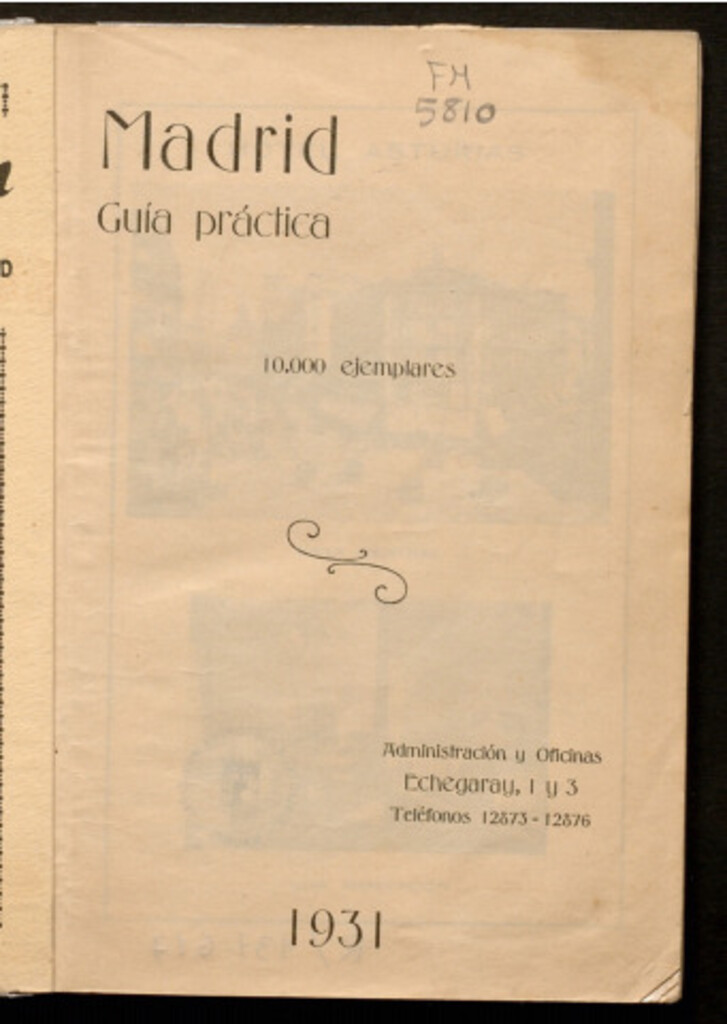 FM
5810
Madrid
Guía práctica
10.000 ejemplares
Administración y Oficinas
Echegaray, 1 y 3
Teléfonos 12873 - 12876
1931